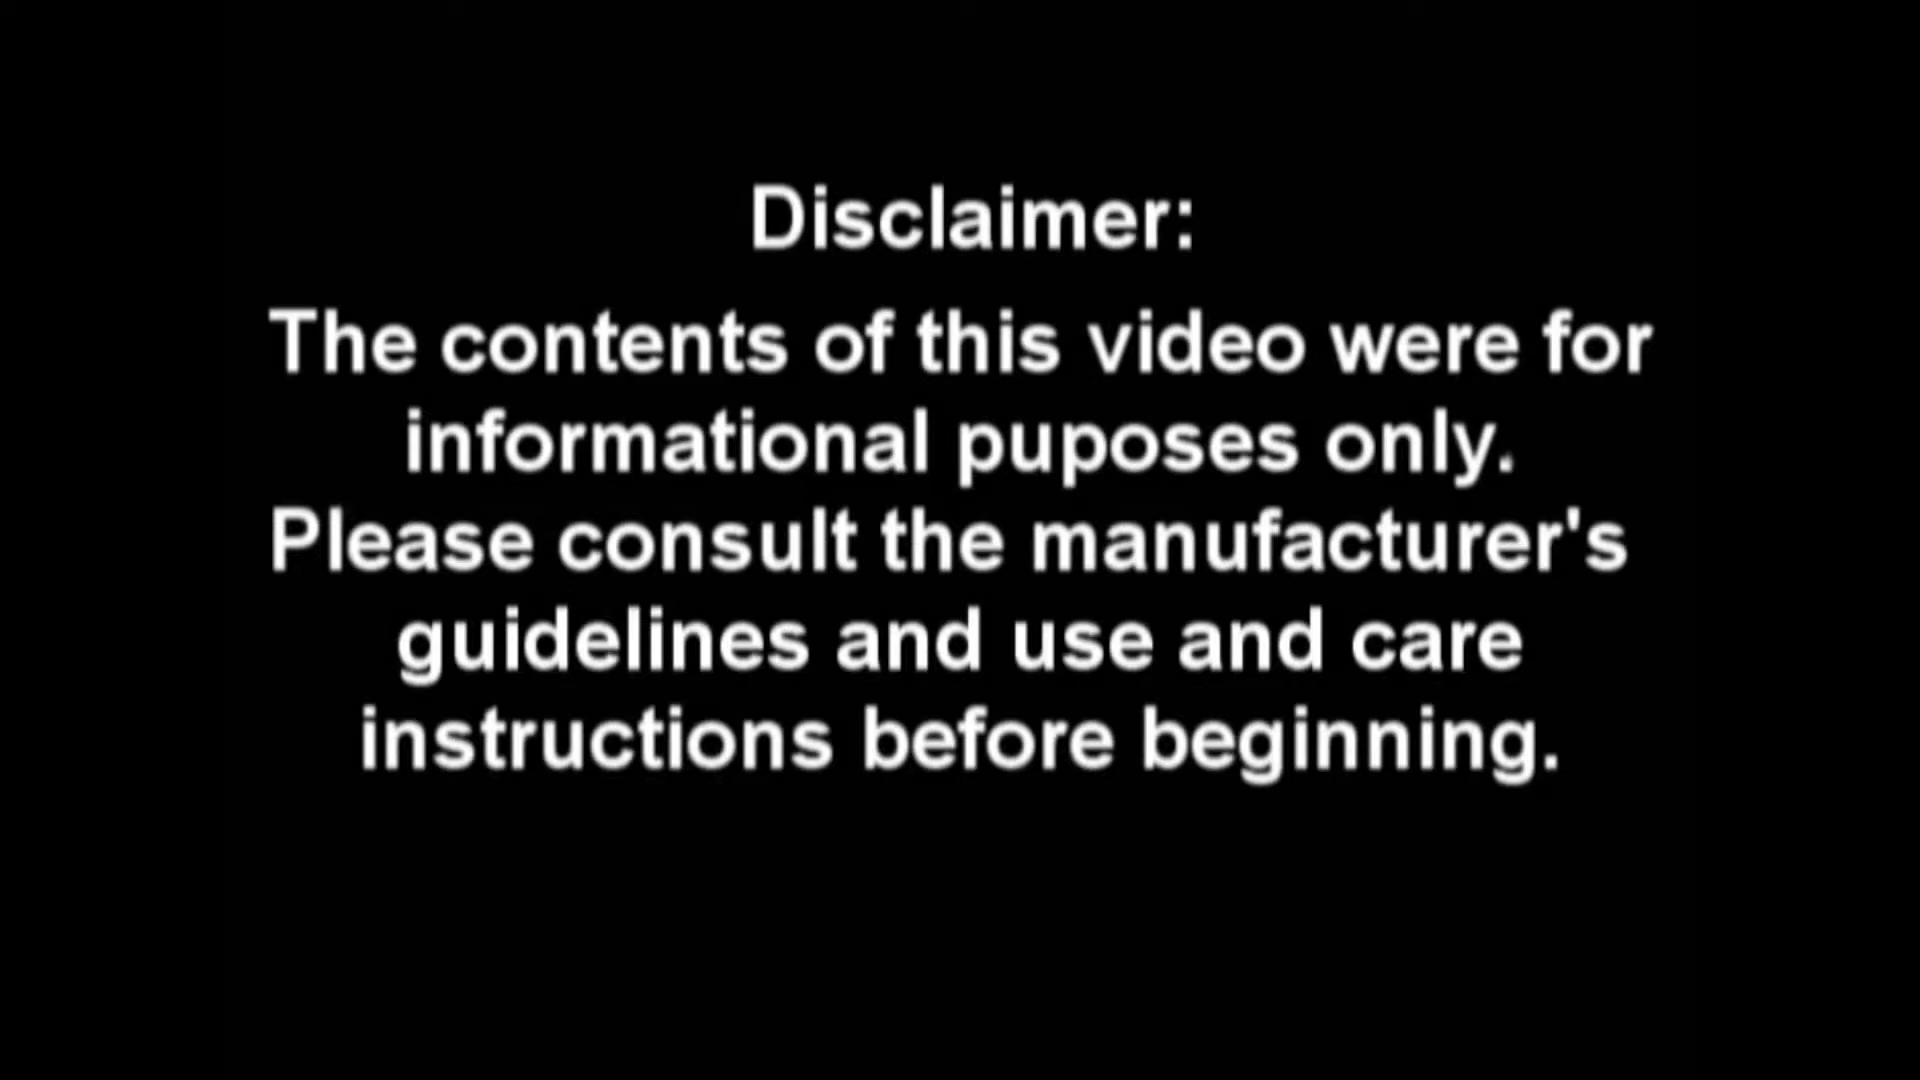 Disclaimer:
The contents of this video were for
informational puposes only.
Please consult the manufacturer's
guidelines and use and care
instructions before beginning.